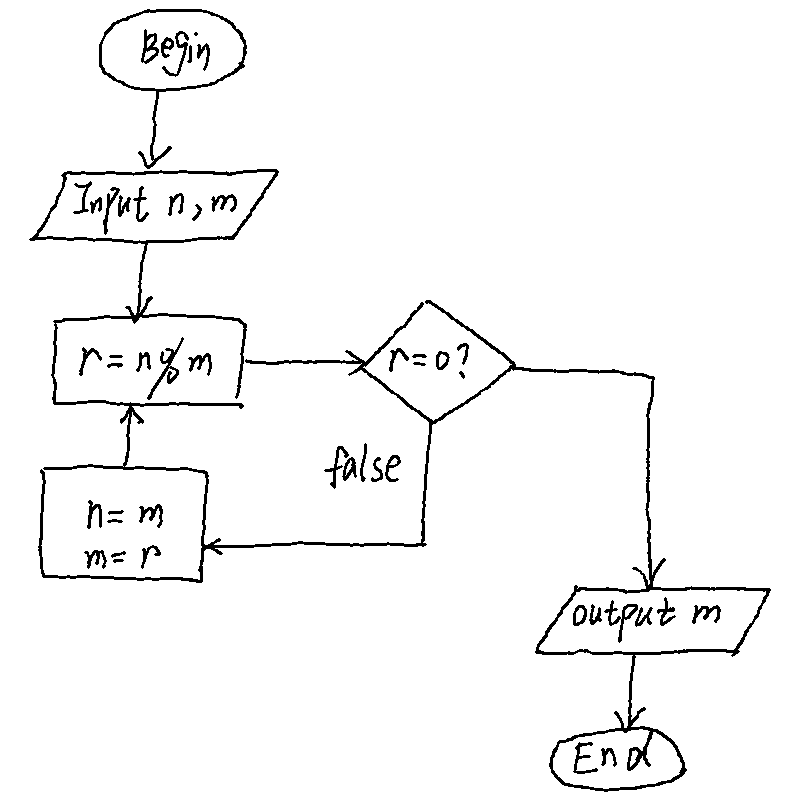 Begin
Input n, m
r = n % m
r = 0?
false
n = m
m = r
output m
End